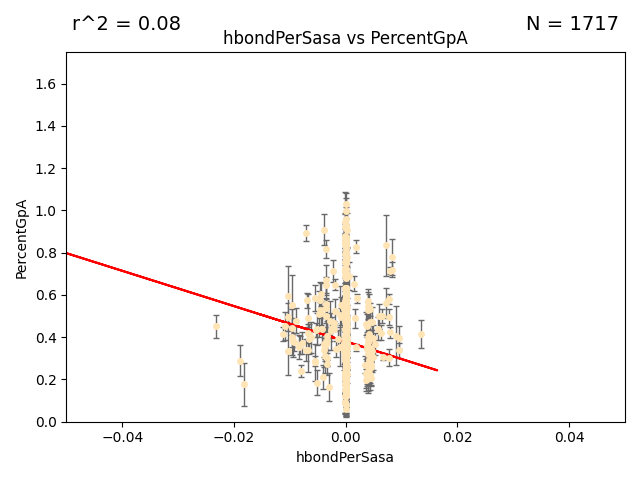 r^2 = 0.08
N = 1717
hbondPerSasa vs PercentGpA
PercentGpA
1.6
1.4
1.2
1.0
0.8
0.6
0.4
0.2
0.0
−0.04
−0.02
0.00
0.02
0.04
hbondPerSasa